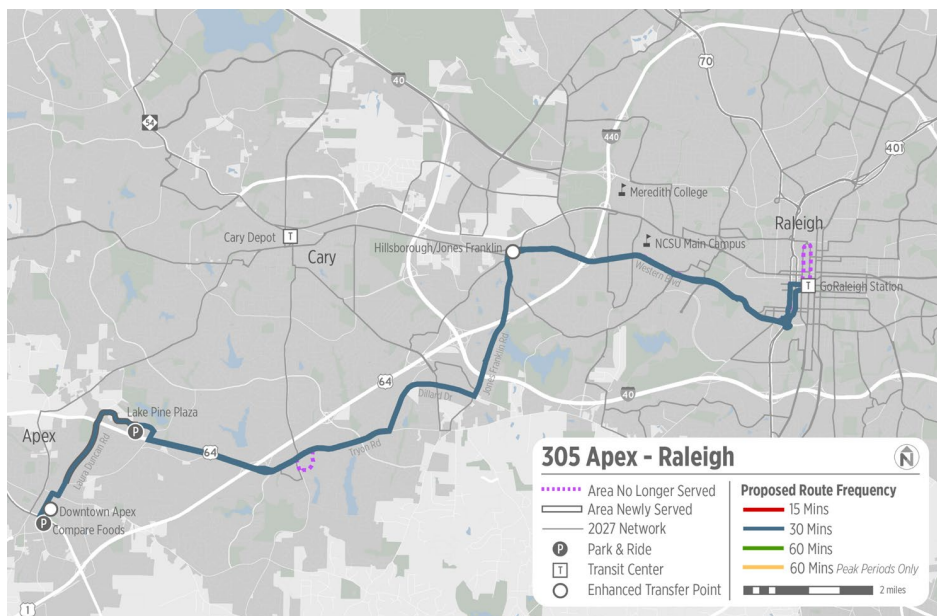 40
70
54
440
401
Meredith College
Raleigh
Cary Depot
T
Hillsborough/Jones Franklin
NCSU Main Campus
Cary
Western Blvd
T
GoRaleigh Station
Jones Franklin Rd
64
Dillard Dr
40
Lake Pine Plaza
P
Apex
Laura Duncan Rd
64
Tryon Rd
Downtown Apex
P
Compare Foods
1
305 Apex - Raleigh
N
Area No Longer Served
Area Newly Served
2027 Network
P Park & Ride
T Transit Center
Enhanced Transfer Point
Proposed Route Frequency
15 Mins
30 Mins
60 Mins
60 Mins Peak Periods Only
2 miles